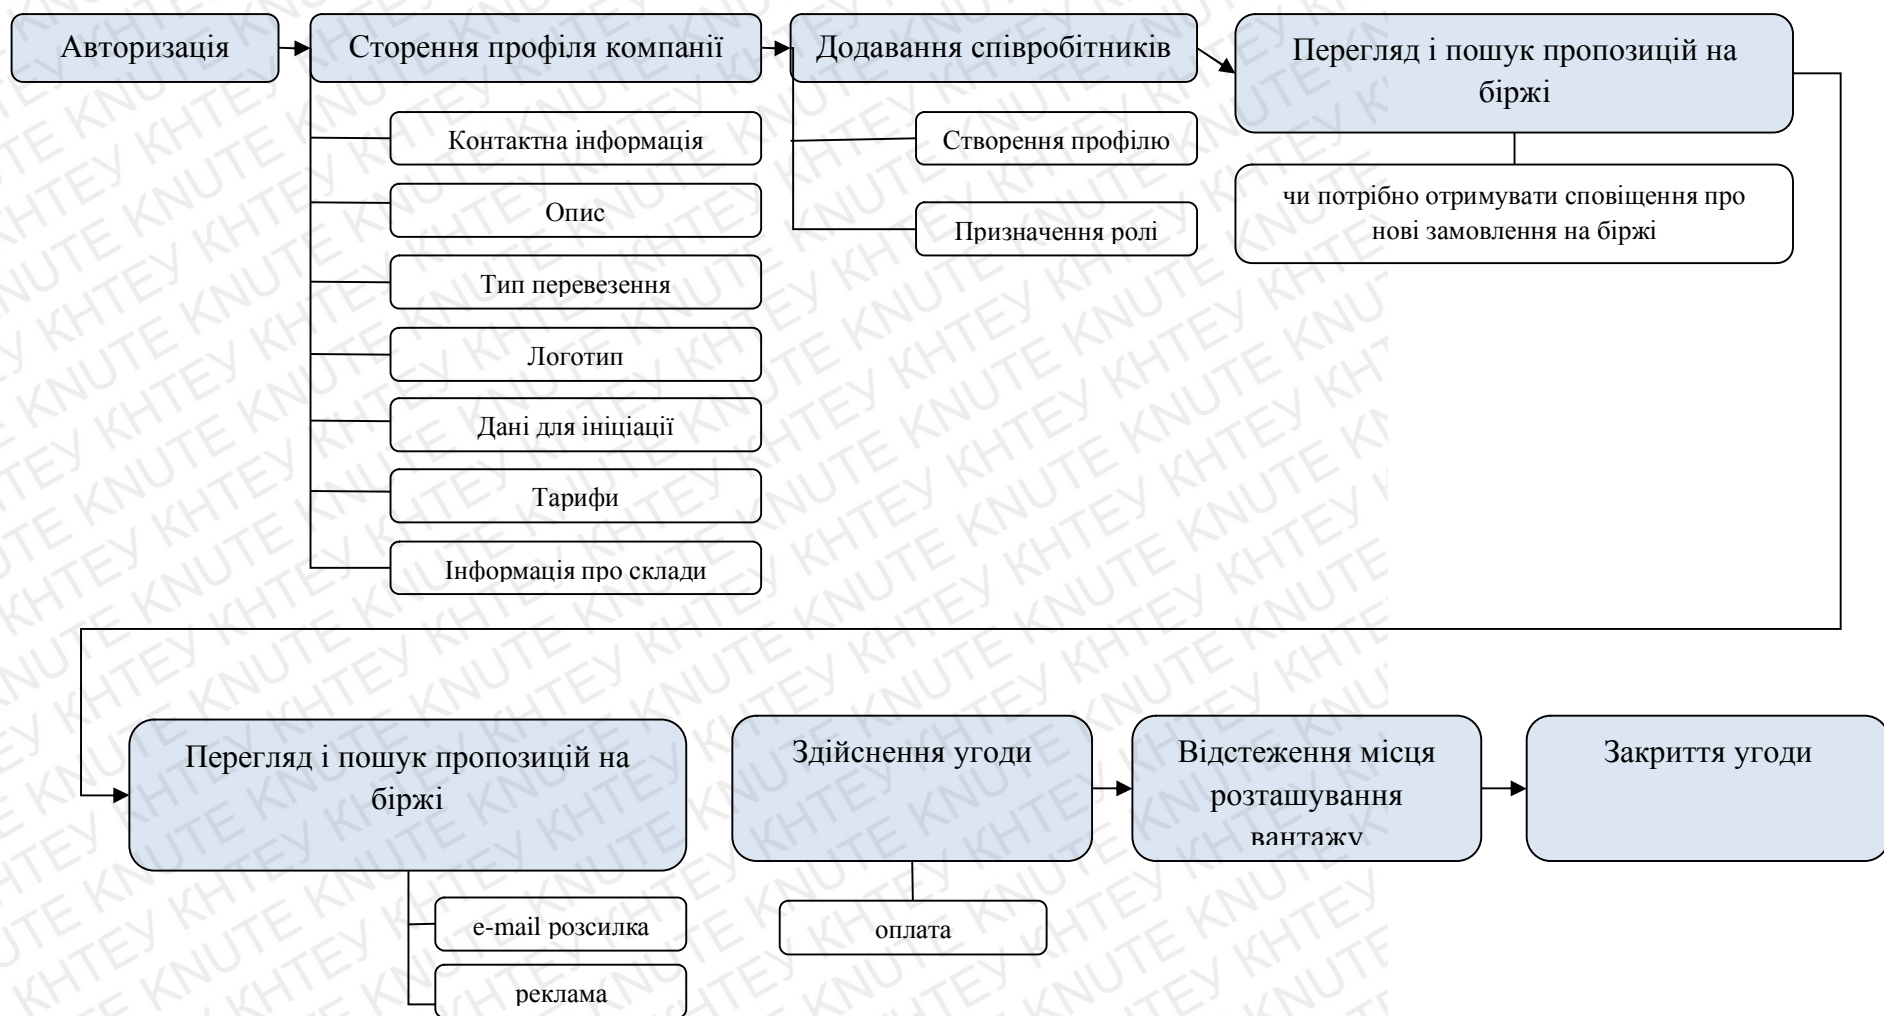 Авторизація
Сторення профіля компанії
Додавання співробітників
Перегляд і пошук пропозицій на
біржі
Контактна інформація
Опис
Тип перевезення
Логотип
Дані для ініціації
Тарифи
Інформація про склади
Створення профілю
Призначення ролі
чи потрібно отримувати сповіщення про
нові замовлення на біржі
Перегляд і пошук пропозицій на
біржі
e-mail розсилка
реклама
Здійснення угоди
оплата
Відстеження місця
розташування
вантажу
Закриття угоди